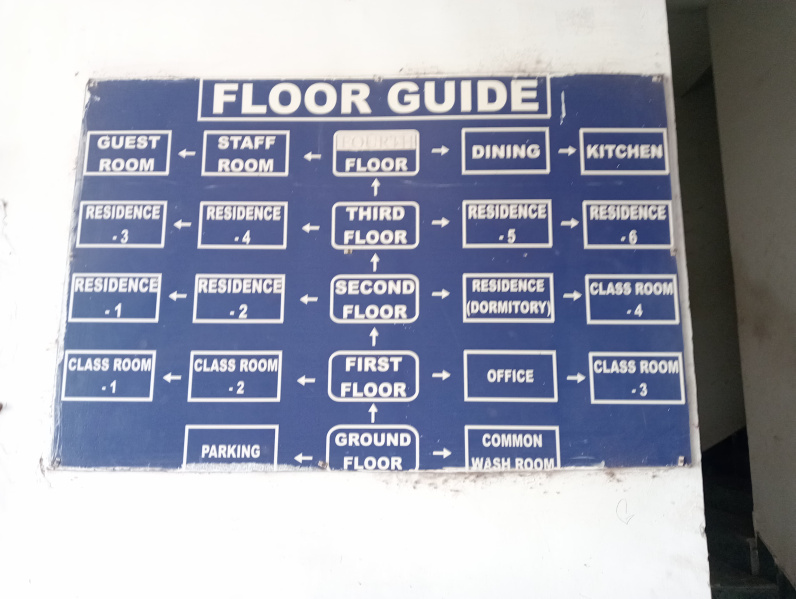 FLOOR GUIDE
GUEST ROOM
STAFF ROOM
FOURTH FLOOR
DINING
KITCHEN
RESIDENCE - 3
RESIDENCE - 4
THIRD FLOOR
RESIDENCE - 5
RESIDENCE - 6
RESIDENCE - 1
RESIDENCE - 2
SECOND FLOOR
RESIDENCE (DORMITORY)
CLASS ROOM - 4
CLASS ROOM - 1
CLASS ROOM - 2
FIRST FLOOR
OFFICE
CLASS ROOM - 3
PARKING
GROUND FLOOR
COMMON WASH ROOM